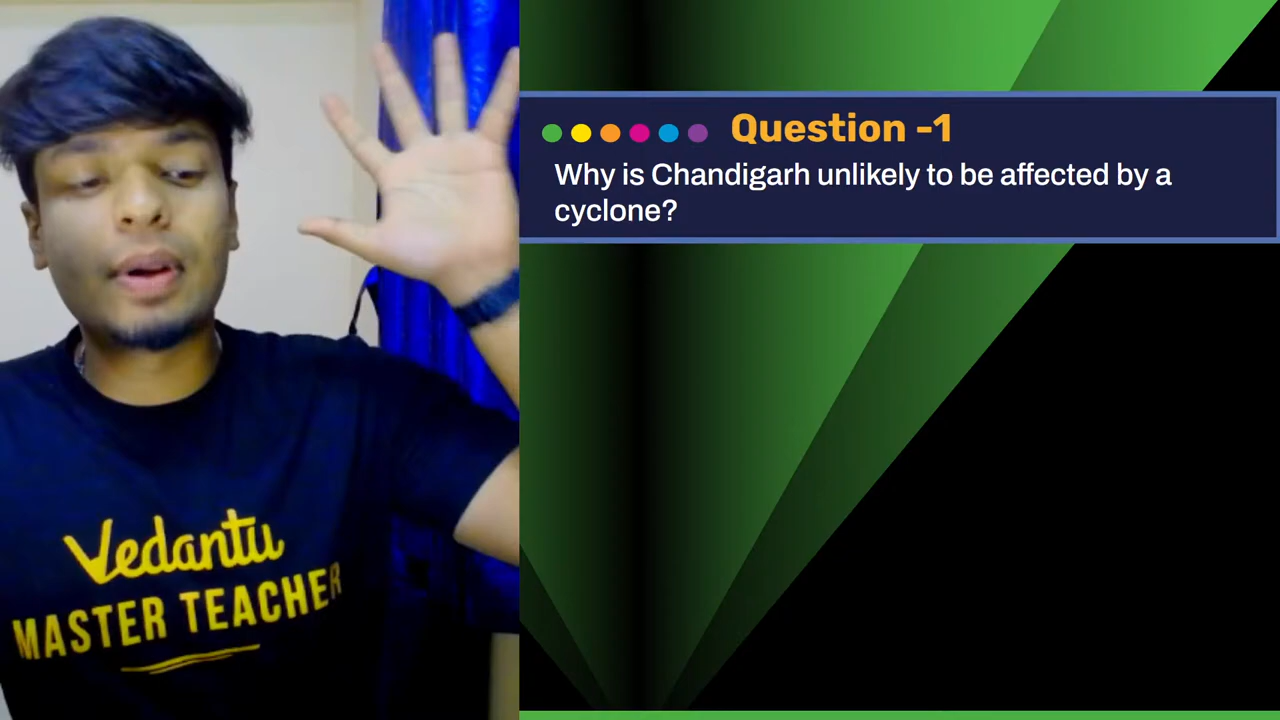 Question -1
Why is Chandigarh unlikely to be affected by a
cyclone?
Vedantu
MASTER TEACHER